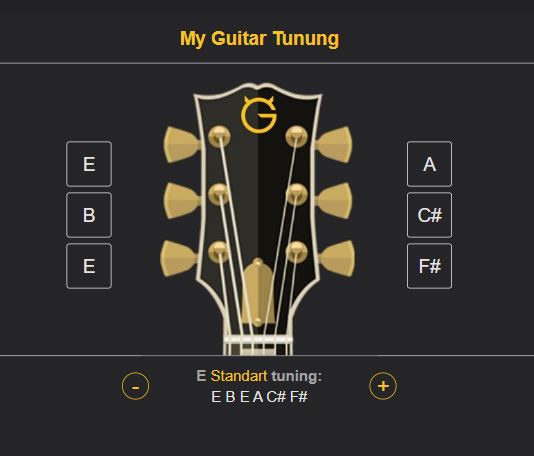 My Guitar Tunung
G
E
A
B
C#
E
F#
E Standart tuning:
E B E A C# F#
-
+